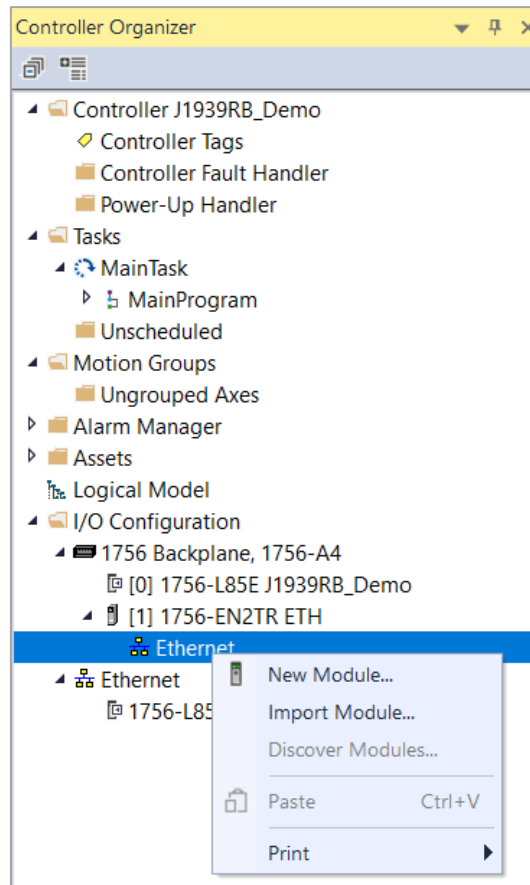 Controller Organizer
Controller J1939RB_Demo
Controller Tags
Controller Fault Handler
Power-Up Handler
Tasks
MainTask
MainProgram
Unscheduled
Motion Groups
Ungrouped Axes
Alarm Manager
Assets
Logical Model
I/O Configuration
1756 Backplane, 1756-A4
[0] 1756-L85E J1939RB_Demo
[1] 1756-EN2TR ETH
Ethernet
Ethernet
1756-L85
New Module...
Import Module...
Discover Modules...
Paste Ctrl+V
Print